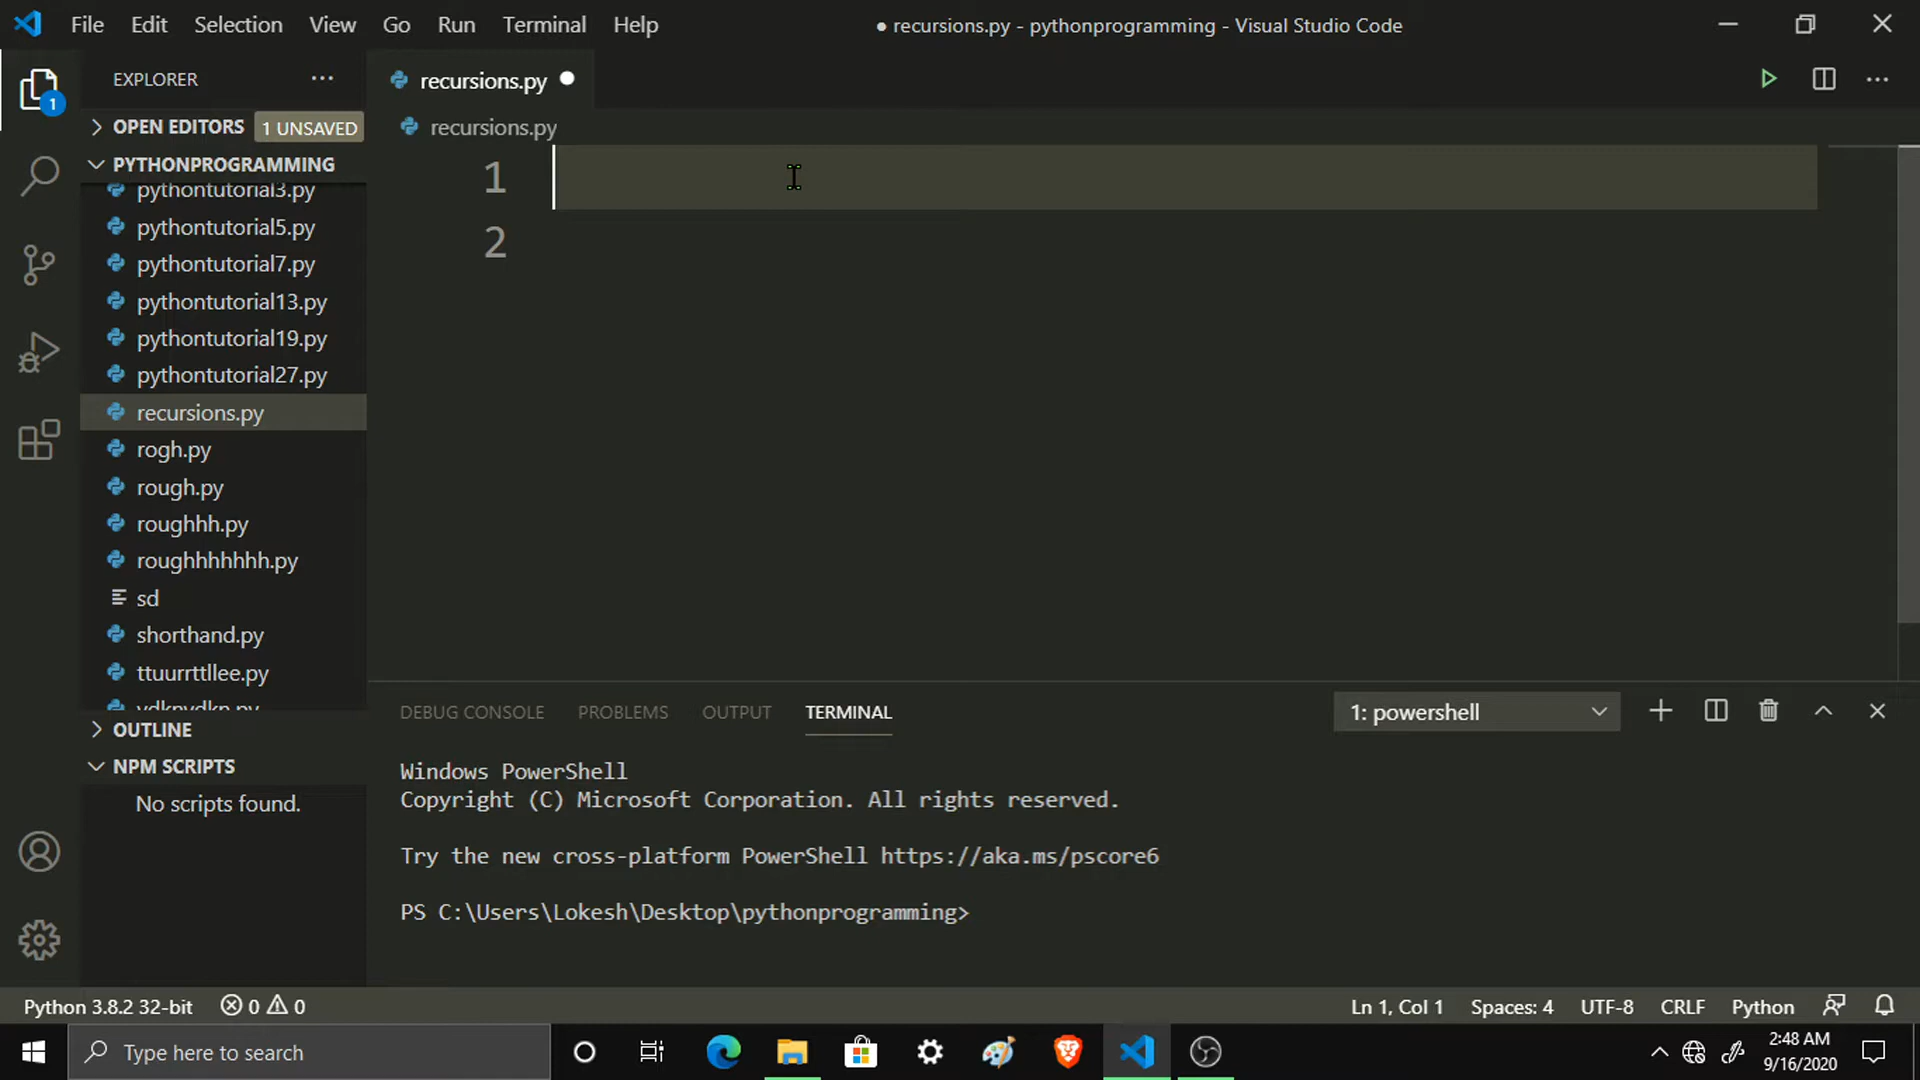 File Edit Selection View Go Run Terminal Help
● recursions.py - pythonprogramming - Visual Studio Code
EXPLORER
recursions.py
OPEN EDITORS 1 UNSAVED
recursions.py
PYTHONPROGRAMMING
pythontutorial3.py
pythontutorial5.py
pythontutorial7.py
pythontutorial13.py
pythontutorial19.py
pythontutorial27.py
recursions.py
rogh.py
rough.py
roughhh.py
roughhhhhhh.py
sd
shorthand.py
ttuurrttllee.py
OUTLINE
NPM SCRIPTS
No scripts found.
1
2
DEBUG CONSOLE PROBLEMS OUTPUT TERMINAL
1: powershell
Windows PowerShell
Copyright (C) Microsoft Corporation. All rights reserved.
Try the new cross-platform PowerShell https://aka.ms/pscore6
PS C:\Users\Lokesh\Desktop\pythonprogramming>
1
Python 3.8.2 32-bit 0 0
Ln 1, Col 1 Spaces: 4 UTF-8 CRLF Python
Type here to search
2:48 AM
9/16/2020